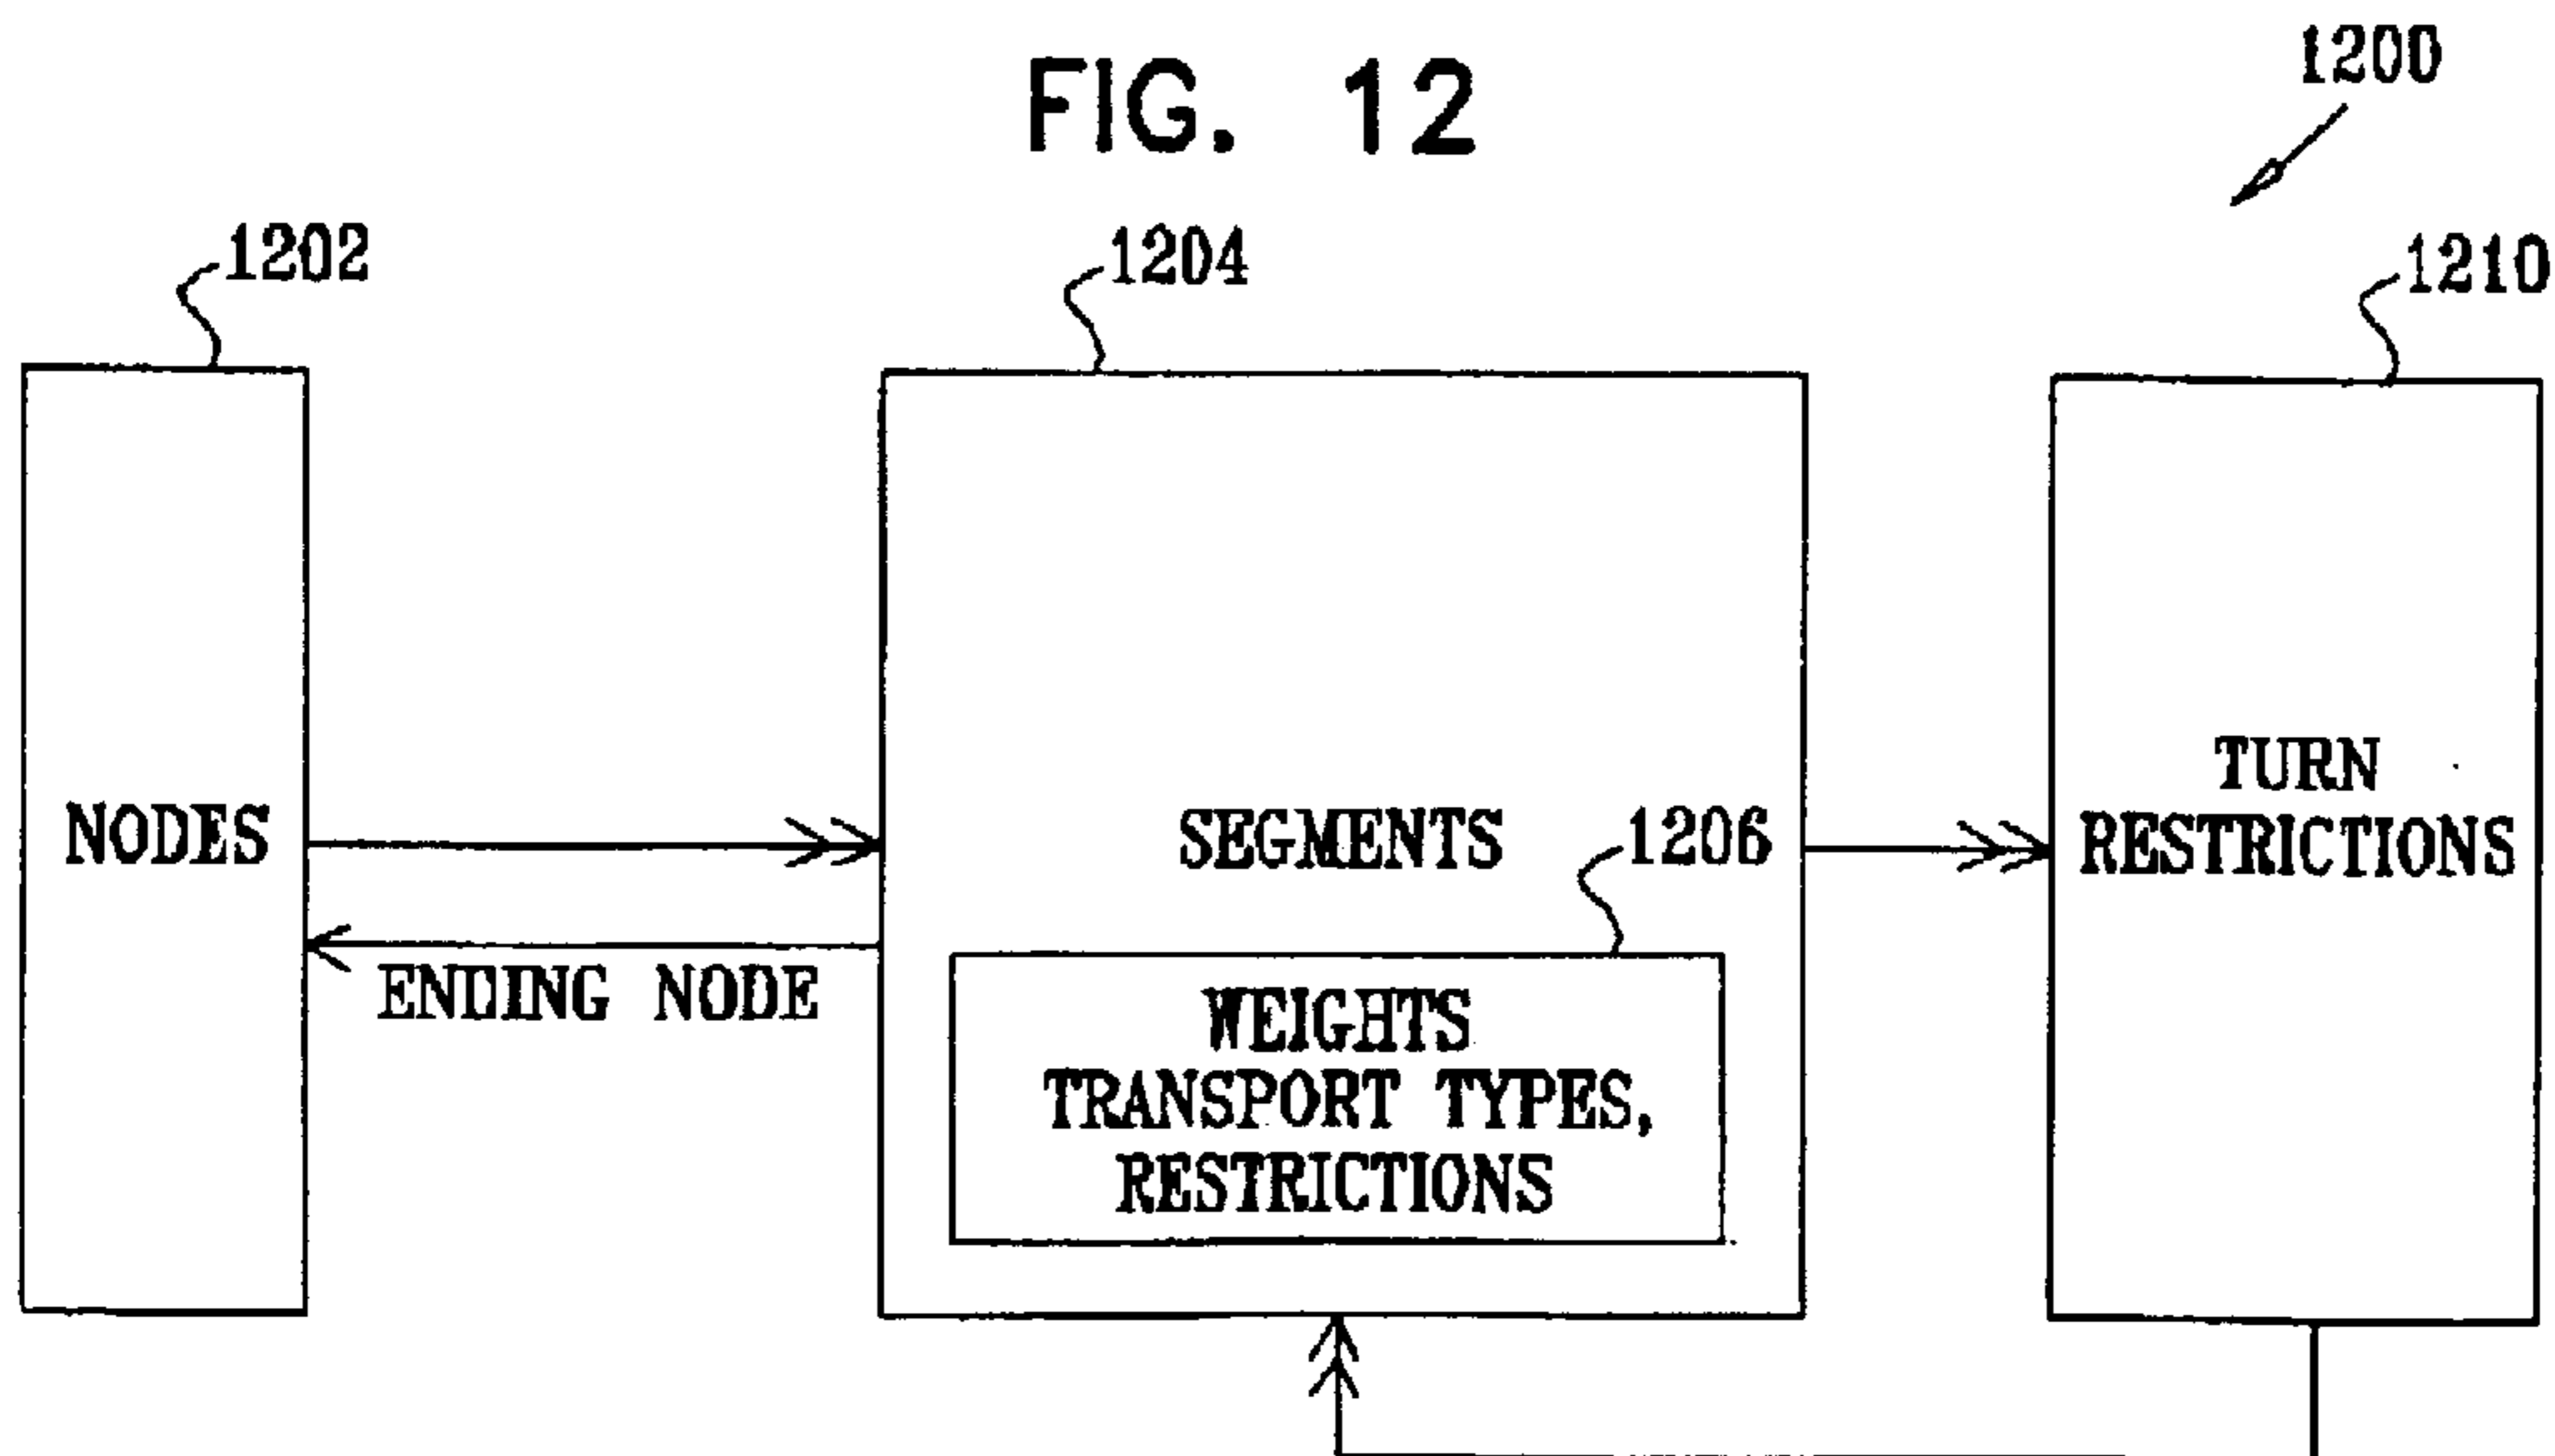 FIG. 12
1200
1202
1204
1210
NODES
SEGMENTS
1206
TURN
RESTRICTIONS
ENDING NODE
WEIGHTS
TRANSPORT TYPES,
RESTRICTIONS